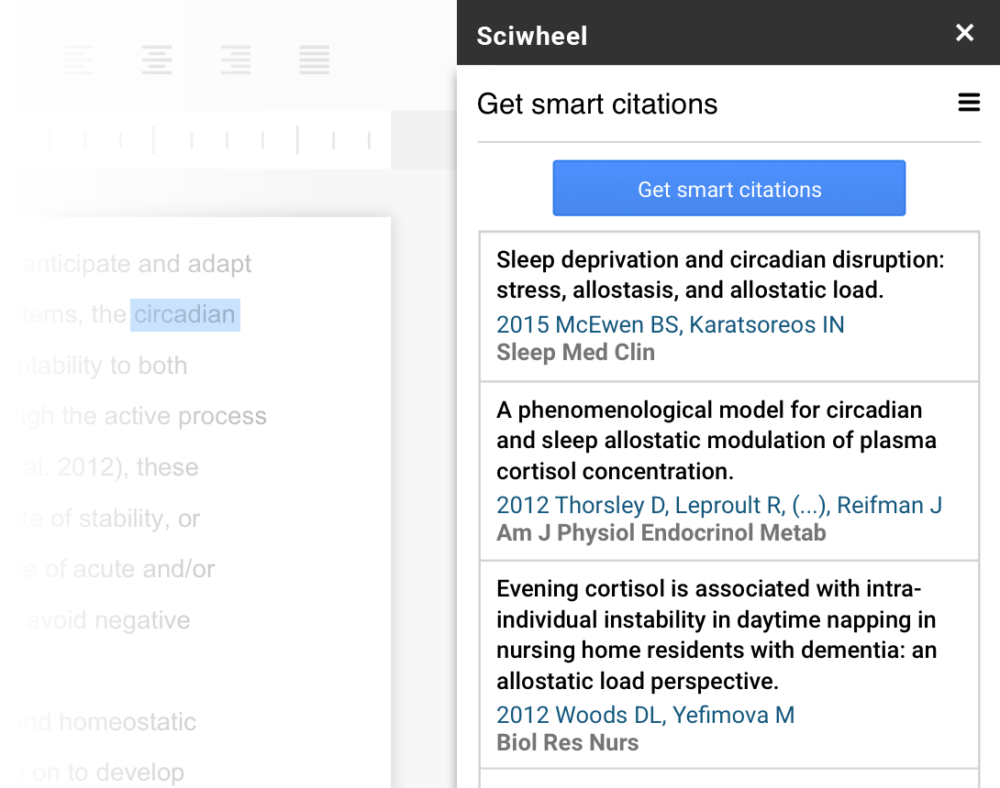 anticipate and adapt
the circadian
to both
the active process
al. 2012), these
of stability, or
of acute and/or
avoid negative
and homeostatic
on to develop
Sciwheel
Get smart citations
Get smart citations
Sleep deprivation and circadian disruption:
stress, allostasis, and allostatic load.
2015 McEwen BS, Karatsoreos IN
Sleep Med Clin
A phenomenological model for circadian
and sleep allostatic modulation of plasma
cortisol concentration.
2012 Thorsley D, Leproult R, (...), Reifman J
Am J Physiol Endocrinol Metab
Evening cortisol is associated with intra-
individual instability in daytime napping in
nursing home residents with dementia: an
allostatic load perspective.
2012 Woods DL, Yefimova M
Biol Res Nurs